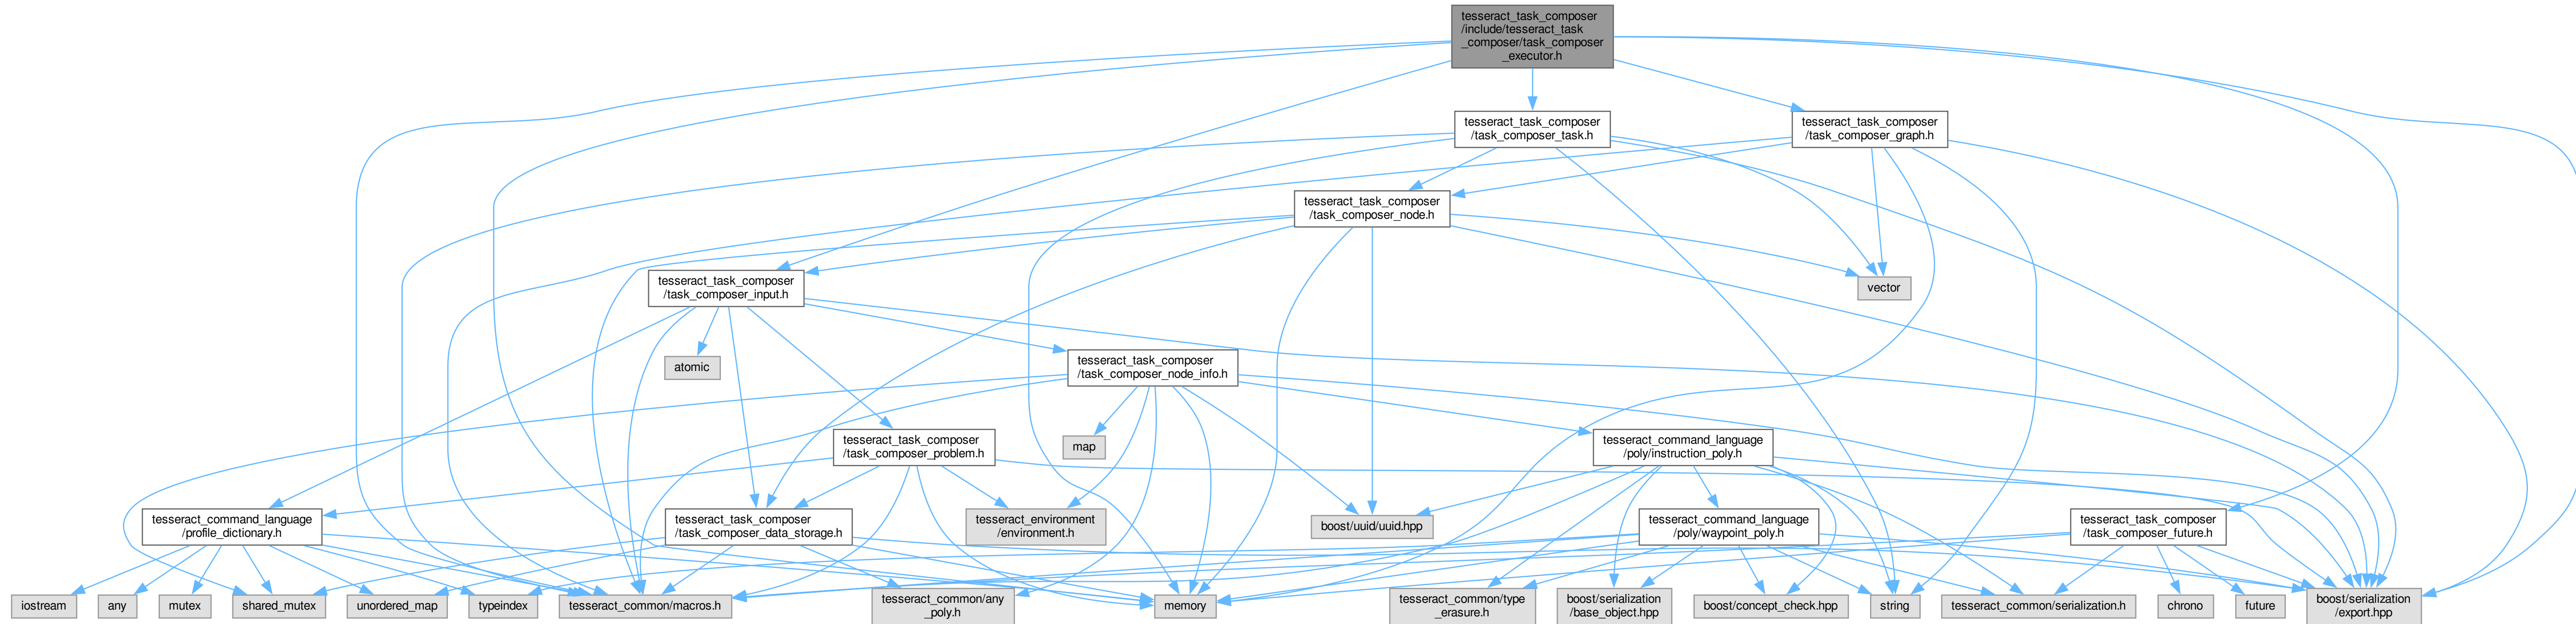 tesseract_task_composer
/include/tesseract_task
_composer/task_composer
_executor.h
tesseract_task_composer
/task_composer_task.h
tesseract_task_composer
/task_composer_graph.h
tesseract_task_composer
/task_composer_node.h
tesseract_task_composer
/task_composer_input.h
vector
atomic
tesseract_task_composer
/task_composer_node_info.h
map
tesseract_task_composer
/task_composer_problem.h
tesseract_command_language
/poly/instruction_poly.h
tesseract_command_language
/profile_dictionary.h
tesseract_task_composer
/task_composer_data_storage.h
tesseract_environment
/environment.h
boost/uuid/uuid.hpp
tesseract_command_language
/poly/waypoint_poly.h
tesseract_task_composer
/task_composer_future.h
iostream
any
mutex
shared_mutex
unordered_map
typeindex
tesseract_common/macros.h
tesseract_common/any
_poly.h
memory
tesseract_common/type
_erasure.h
boost/serialization
/base_object.hpp
boost/concept_check.hpp
string
tesseract_common/serialization.h
chrono
future
boost/serialization
/export.hpp